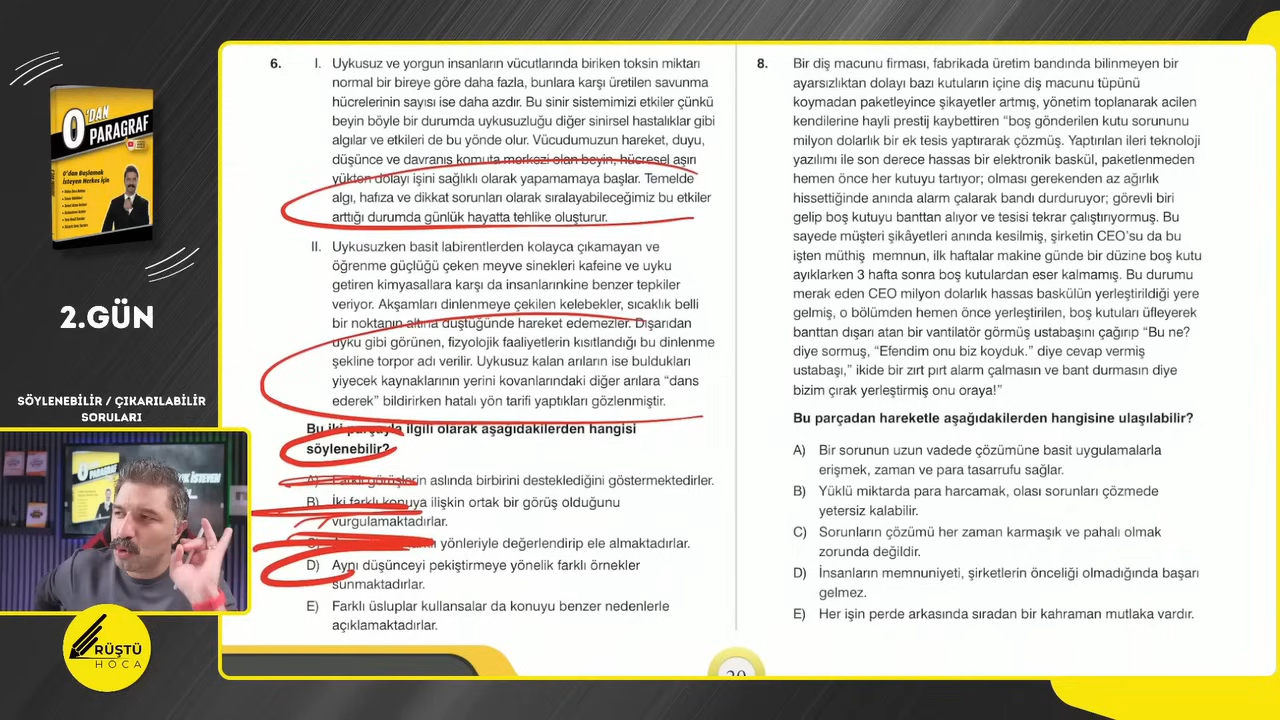 0'DAN
PARAGRAF
0'dan Başlamak
İsteyen Herkes İçin
2.GÜN
SÖYLENEBİLİR / ÇIKARILABİLİR
SORULARI
RÜŞTÜ
HOCA
6. I. Uykusuz ve yorgun insanların vücutlarında biriken toksin miktarı
normal bir bireye göre daha fazla, bunlara karşı üretilen savunma
hücrelerinin sayısı ise daha azdır. Bu sinir sistemimizi etkiler çünkü
beyin böyle bir durumda uykusuzluğu diğer sinirsel hastalıklar gibi
algılar ve etkileri de bu yönde olur. Vücudumuzun hareket, duyu,
düşünce ve davranış komuta merkezi olan beyin, hücresel aşırı
yükten dolayı işini sağlıklı olarak yapamamaya başlar. Temelde
algı, hafıza ve dikkat sorunları olarak sıralayabileceğimiz bu etkiler
arttığı durumda günlük hayatta tehlike oluşturur.
II. Uykusuzken basit labirentlerden kolayca çıkamayan ve
öğrenme güçlüğü çeken meyve sinekleri kafeine ve uyku
getiren kimyasallara karşı da insanlarınkine benzer tepkiler
veriyor. Akşamları dinlenmeye çekilen kelebekler, sıcaklık belli
bir noktanın altına düştüğünde hareket edemezler. Dışarıdan
uyku gibi görünen, fizyolojik faaliyetlerin kısıtlandığı bu dinlenme
şekline torpor adı verilir. Uykusuz kalan arıların ise buldukları
yiyecek kaynaklarının yerini kovanlarındaki diğer arılara “dans
ederek” bildirirken hatalı yön tarifi yaptıkları gözlenmiştir.
Bu iki parçayla ilgili olarak aşağıdakilerden hangisi
söylenebilir?
A) Farklı görüşlerin aslında birbirini desteklediğini göstermektedirler.
B) İki farklı konuya ilişkin ortak bir görüş olduğunu
vurgulamaktadırlar.
yönleriyle değerlendirip ele almaktadırlar.
D) Aynı düşünceyi pekiştirmeye yönelik farklı örnekler
sunmaktadırlar.
E) Farklı üsluplar kullansalar da konuyu benzer nedenlerle
açıklamaktadırlar.
8. Bir diş macunu firması, fabrikada üretim bandında bilinmeyen bir
ayarsızlıktan dolayı bazı kutuların içine diş macunu tüpünü
koymadan paketleyince şikayetler artmış, yönetim toplanarak acilen
kendilerine hayli prestij kaybettiren “boş gönderilen kutu sorununu
milyon dolarlık bir ek tesis yaptırarak çözmüş. Yaptırılan ileri teknoloji
yazılımı ile son derece hassas bir elektronik baskül, paketlenmeden
hemen önce her kutuyu tartıyor; olması gerekenden az ağırlık
hissettiğinde anında alarm çalarak bandı durduruyor; görevli biri
gelip boş kutuyu banttan alıyor ve tesisi tekrar çalıştırıyormuş. Bu
sayede müşteri şikâyetleri anında kesilmiş, şirketin CEO’su da bu
işten müthiş memnun, ilk haftalar makine günde bir düzine boş kutu
ayıklarken 3 hafta sonra boş kutulardan eser kalmamış. Bu durumu
merak eden CEO milyon dolarlık hassas baskülün yerleştirildiği yere
gelmiş, o bölümden hemen önce yerleştirilen, boş kutuları üfleyerek
banttan dışarı atan bir vantilatör görmüş ustabaşını çağırıp “Bu ne?
diye sormuş, “Efendim onu biz koyduk.” diye cevap vermiş
ustabaşı,” ikide bir zırt pırt alarm çalmasın ve bant durmasın diye
bizim çırak yerleştirmiş onu oraya!”
Bu parçadan hareketle aşağıdakilerden hangisine ulaşılabilir?
A) Bir sorunun uzun vadede çözümüne basit uygulamalarla
erişmek, zaman ve para tasarrufu sağlar.
B) Yüklü miktarda para harcamak, olası sorunları çözmede
yetersiz kalabilir.
C) Sorunların çözümü her zaman karmaşık ve pahalı olmak
zorunda değildir.
D) İnsanların memnuniyeti, şirketlerin önceliği olmadığında başarı
gelmez.
E) Her işin perde arkasında sıradan bir kahraman mutlaka vardır.